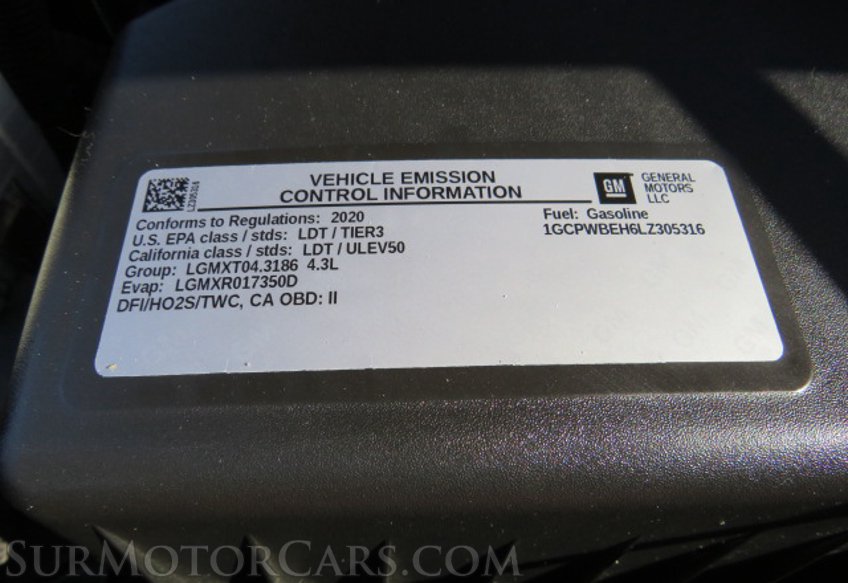 VEHICLE EMISSION
CONTROL INFORMATION
GM
GENERAL
MOTORS
LLC
LZ305316
Conforms to Regulations: 2020
U.S. EPA class / stds: LDT / TIER3
California class / stds: LDT / ULEV50
Group: LGMXT04.3186 4.3L
Evap: LGMXR017350D
DFI/HO2S/TWC, CA OBD: II
Fuel: Gasoline
1GCPWBEH6LZ305316
SURMOTORCARS.COM